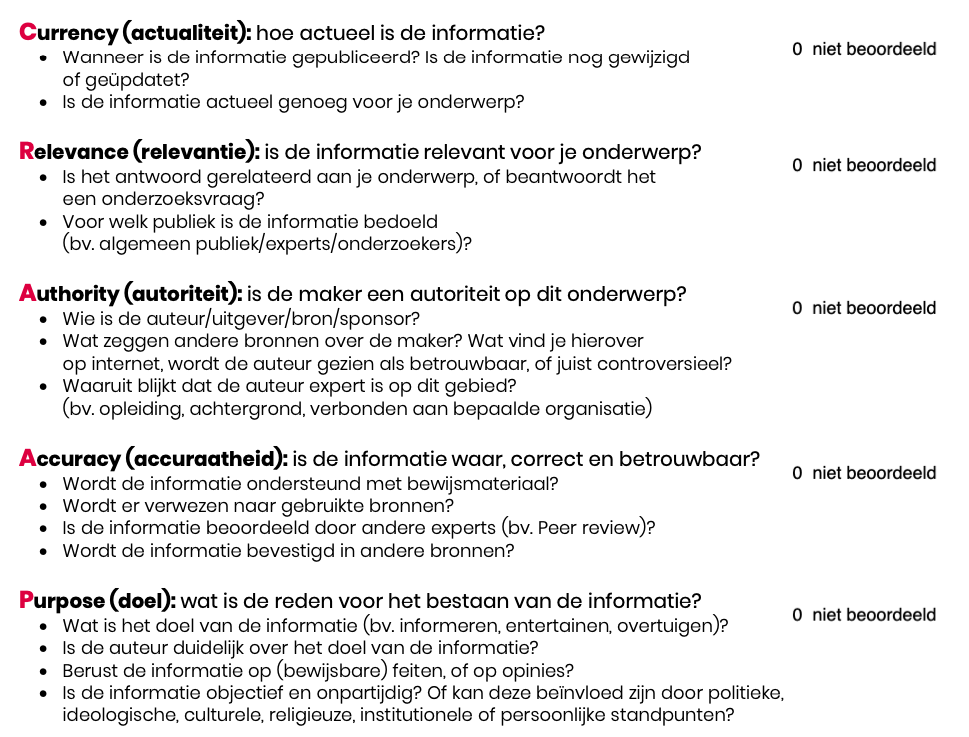 Currency (actualiteit): hoe actueel is de informatie?
0 niet beoordeeld
• Wanneer is de informatie gepubliceerd? Is de informatie nog gewijzigd
of geüpdatet?
• Is de informatie actueel genoeg voor je onderwerp?
Relevance (relevantie): is de informatie relevant voor je onderwerp?
0 niet beoordeeld
• Is het antwoord gerelateerd aan je onderwerp, of beantwoordt het
een onderzoeksvraag?
• Voor welk publiek is de informatie bedoeld
(bv. algemeen publiek/experts/onderzoekers)?
Authority (autoriteit): is de maker een autoriteit op dit onderwerp?
0 niet beoordeeld
• Wie is de auteur/uitgever/bron/sponsor?
• Wat zeggen andere bronnen over de maker? Wat vind je hierover
op internet, wordt de auteur gezien als betrouwbaar, of juist controversieel?
• Waaruit blijkt dat de auteur expert is op dit gebied?
(bv. opleiding, achtergrond, verbonden aan bepaalde organisatie)
Accuracy (accuraatheid): is de informatie waar, correct en betrouwbaar?
0 niet beoordeeld
• Wordt de informatie ondersteund met bewijsmateriaal?
• Wordt er verwezen naar gebruikte bronnen?
• Is de informatie beoordeeld door andere experts (bv. Peer review)?
• Wordt de informatie bevestigd in andere bronnen?
Purpose (doel): wat is de reden voor het bestaan van de informatie?
0 niet beoordeeld
• Wat is het doel van de informatie (bv. informeren, entertainen, overtuigen)?
• Is de auteur duidelijk over het doel van de informatie?
• Berust de informatie op (bewijsbare) feiten, of op opinies?
• Is de informatie objectief en onpartijdig? Of kan deze beïnvloed zijn door politieke,
ideologische, culturele, religieuze, institutionele of persoonlijke standpunten?